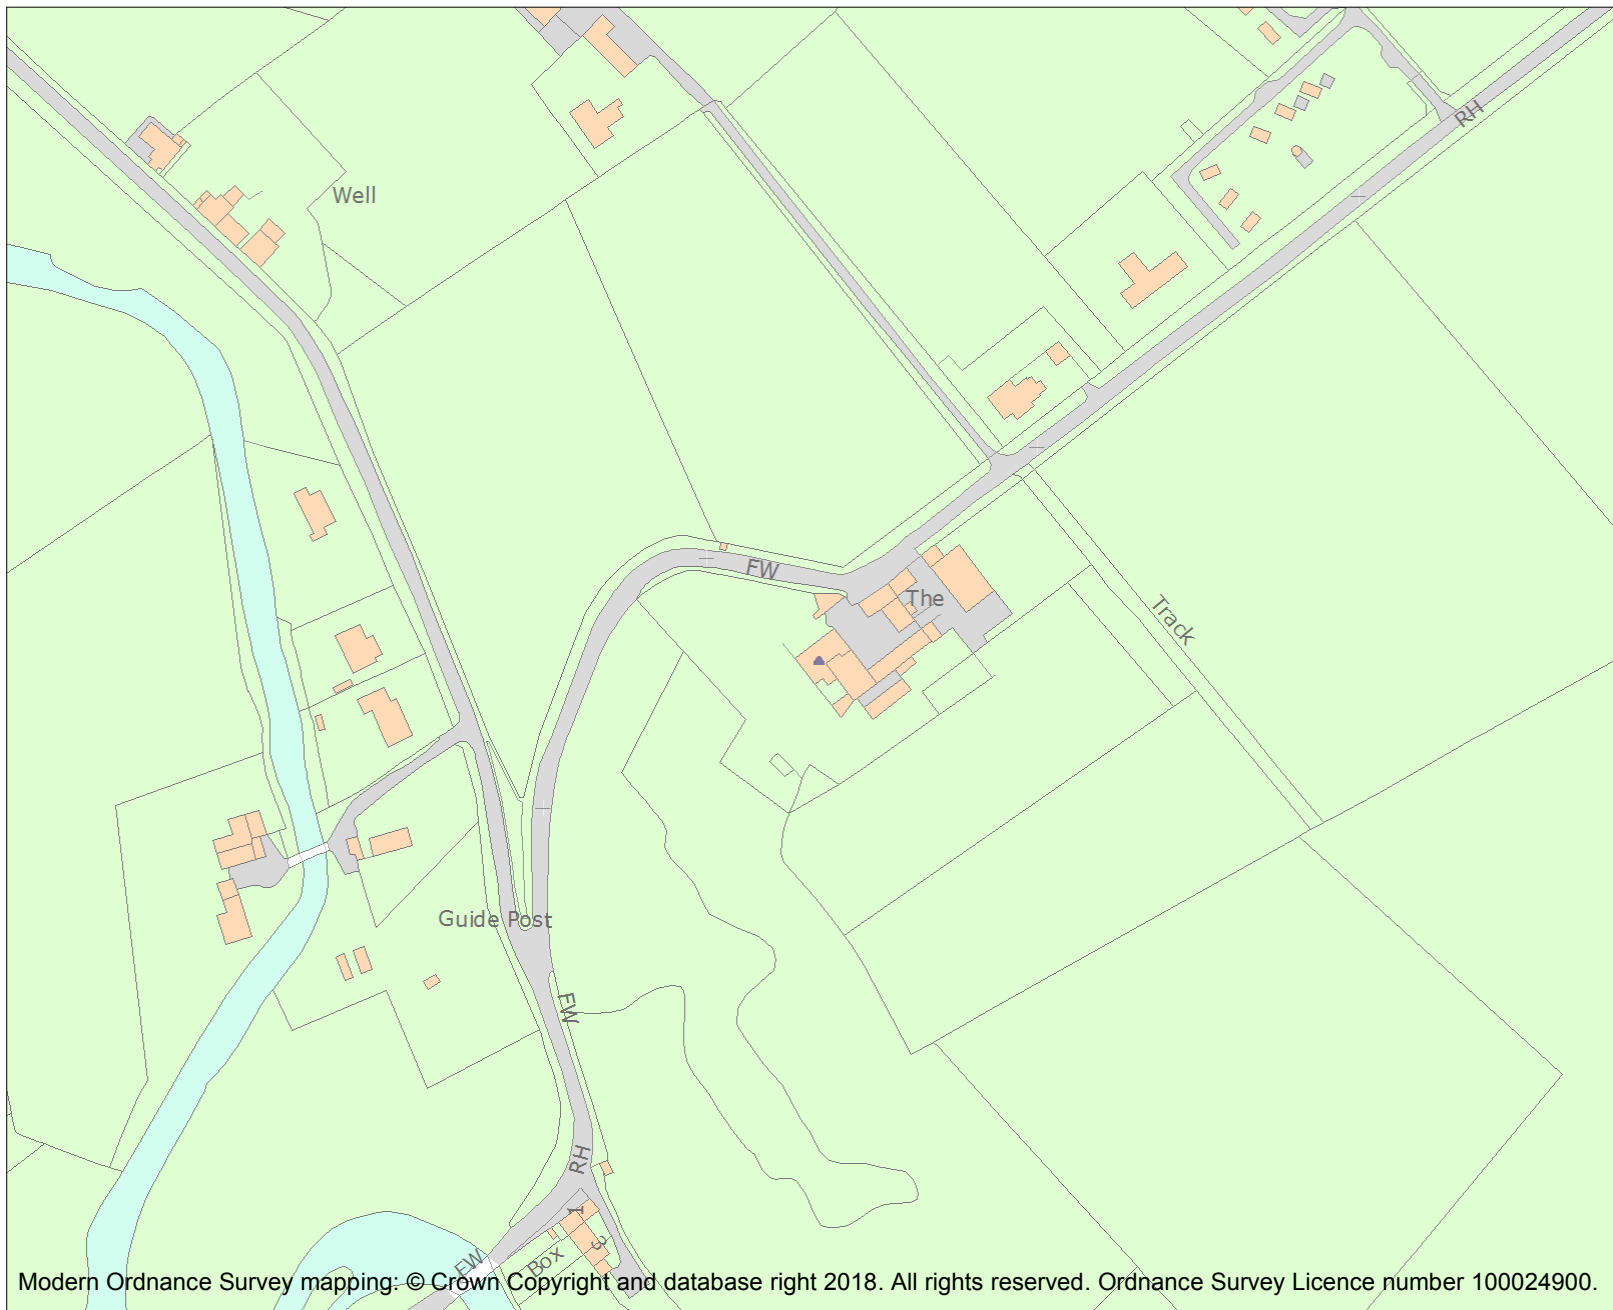 RH
Well
FW
The
Track
Guide Post
FW
RH
1
3
Box
FW
Modern Ordnance Survey mapping: © Crown Copyright and database right 2018. All rights reserved. Ordnance Survey Licence number 100024900.